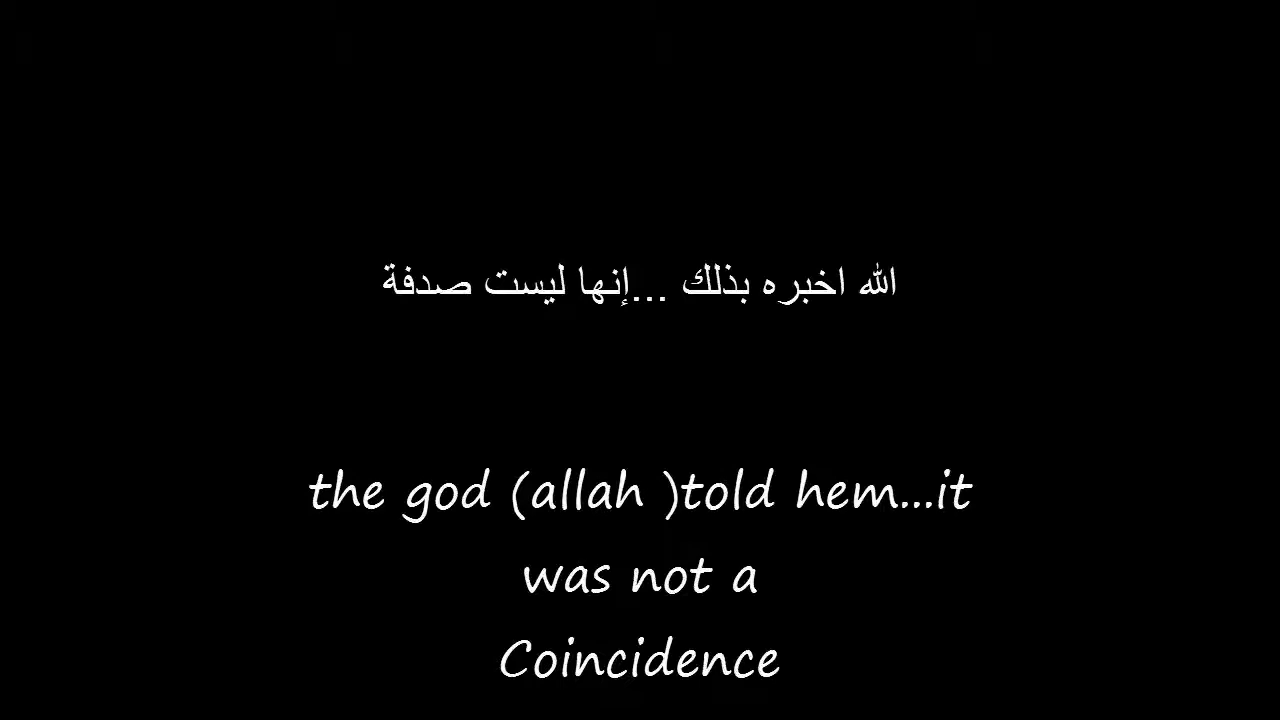 الله اخبره بذلك ...إنها ليست صدفة
the god (allah )told hem...it
was not a
Coincidence